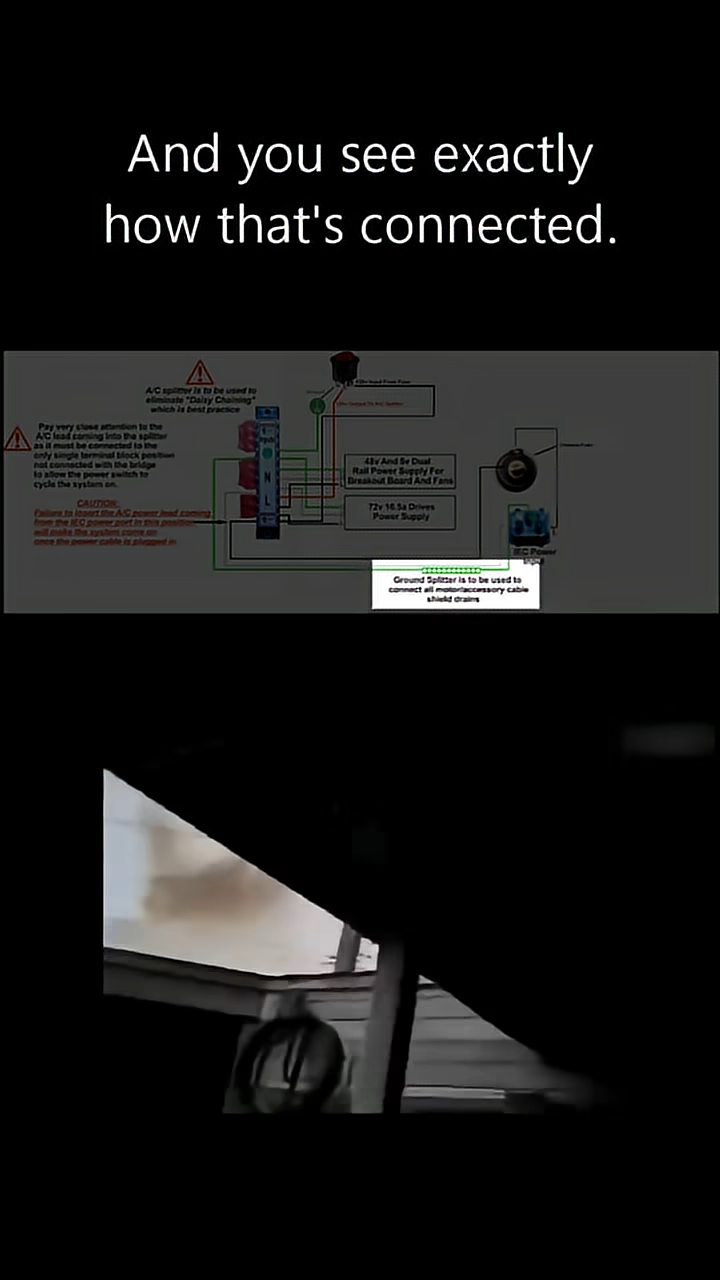 And you see exactly
how that's connected.
A/C splitter is to be used to
eliminate "Daisy Chaining"
which is best practice
Pay very close attention to the
A/C lead coming into the splitter
as it must be connected to the
only single terminal block position
not connected with the bridge
to allow the power switch to
cycle the system on.
CAUTION:
Failure to insert the A/C power lead coming
from the IEC power port in this position
will make the system come on
once the power cable is plugged in
N
L
48v And 5v Dual
Rail Power Supply For
Breakout Board And Fans
72v 16.5a Drives
Power Supply
IEC Power
Input
Ground Splitter is to be used to
connect all motor/accessory cable
shield drains